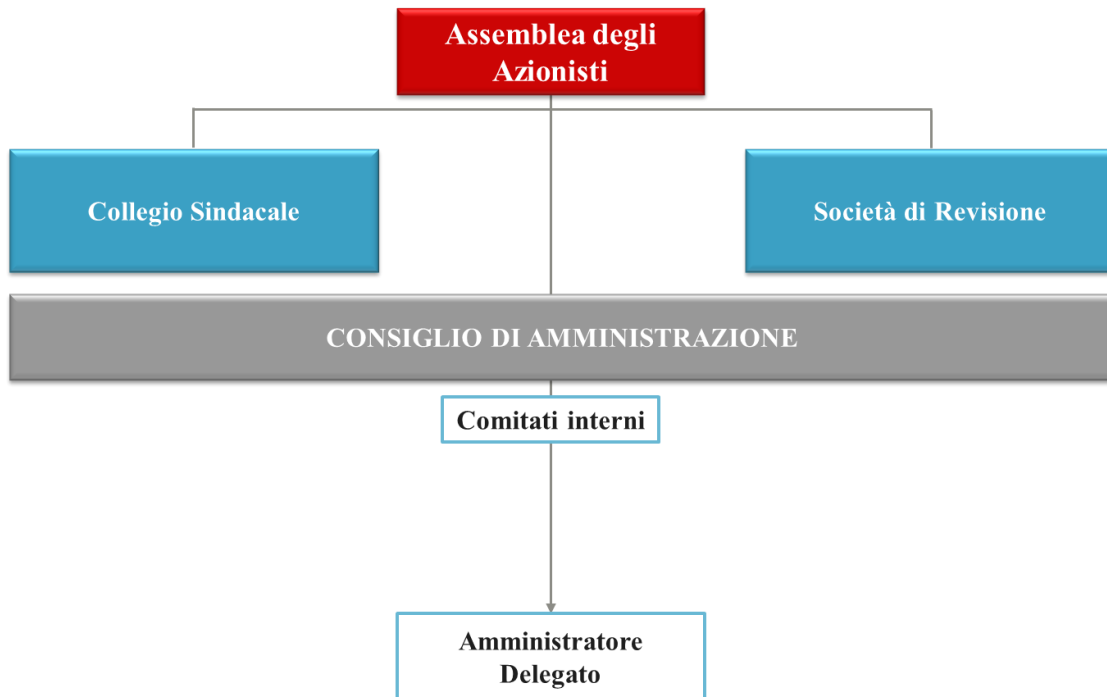 Assemblea degli
Azionisti
Collegio Sindacale
Società di Revisione
CONSIGLIO DI AMMINISTRAZIONE
Comitati interni
Amministratore
Delegato